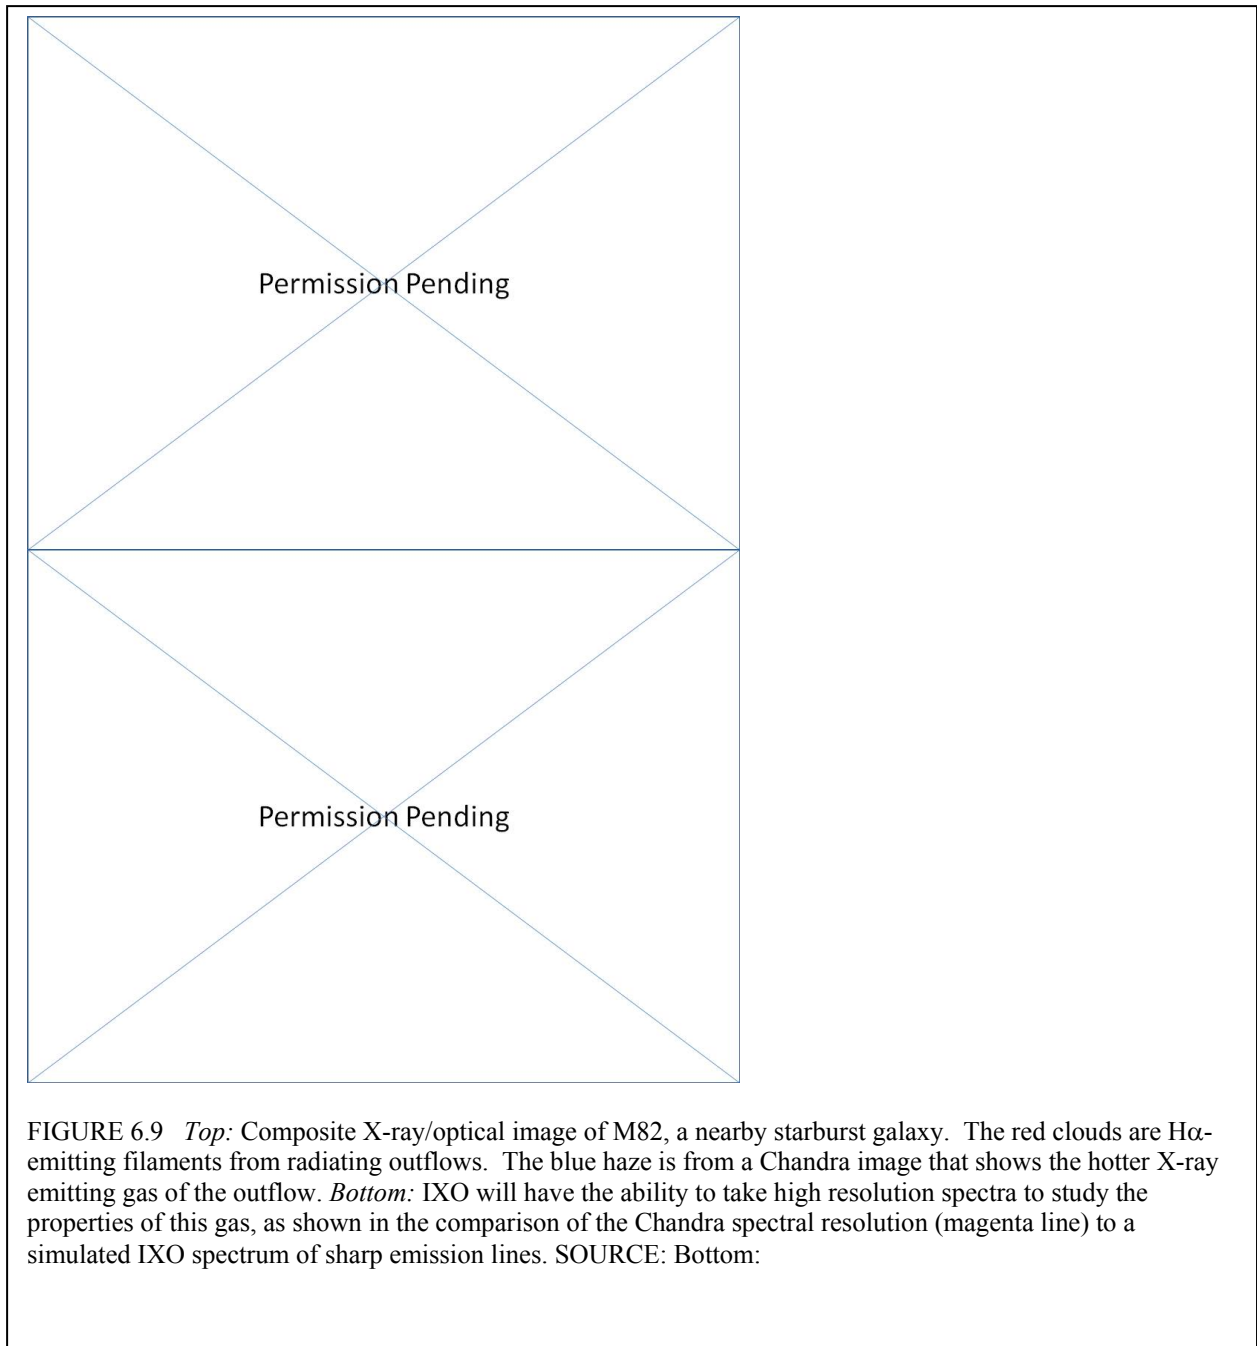 Permission Pending
Permission Pending
FIGURE 6.9 Top: Composite X-ray/optical image of M82, a nearby starburst galaxy. The red clouds are Hα-
emitting filaments from radiating outflows. The blue haze is from a Chandra image that shows the hotter X-ray
emitting gas of the outflow. Bottom: IXO will have the ability to take high resolution spectra to study the
properties of this gas, as shown in the comparison of the Chandra spectral resolution (magenta line) to a
simulated IXO spectrum of sharp emission lines. SOURCE: Bottom: